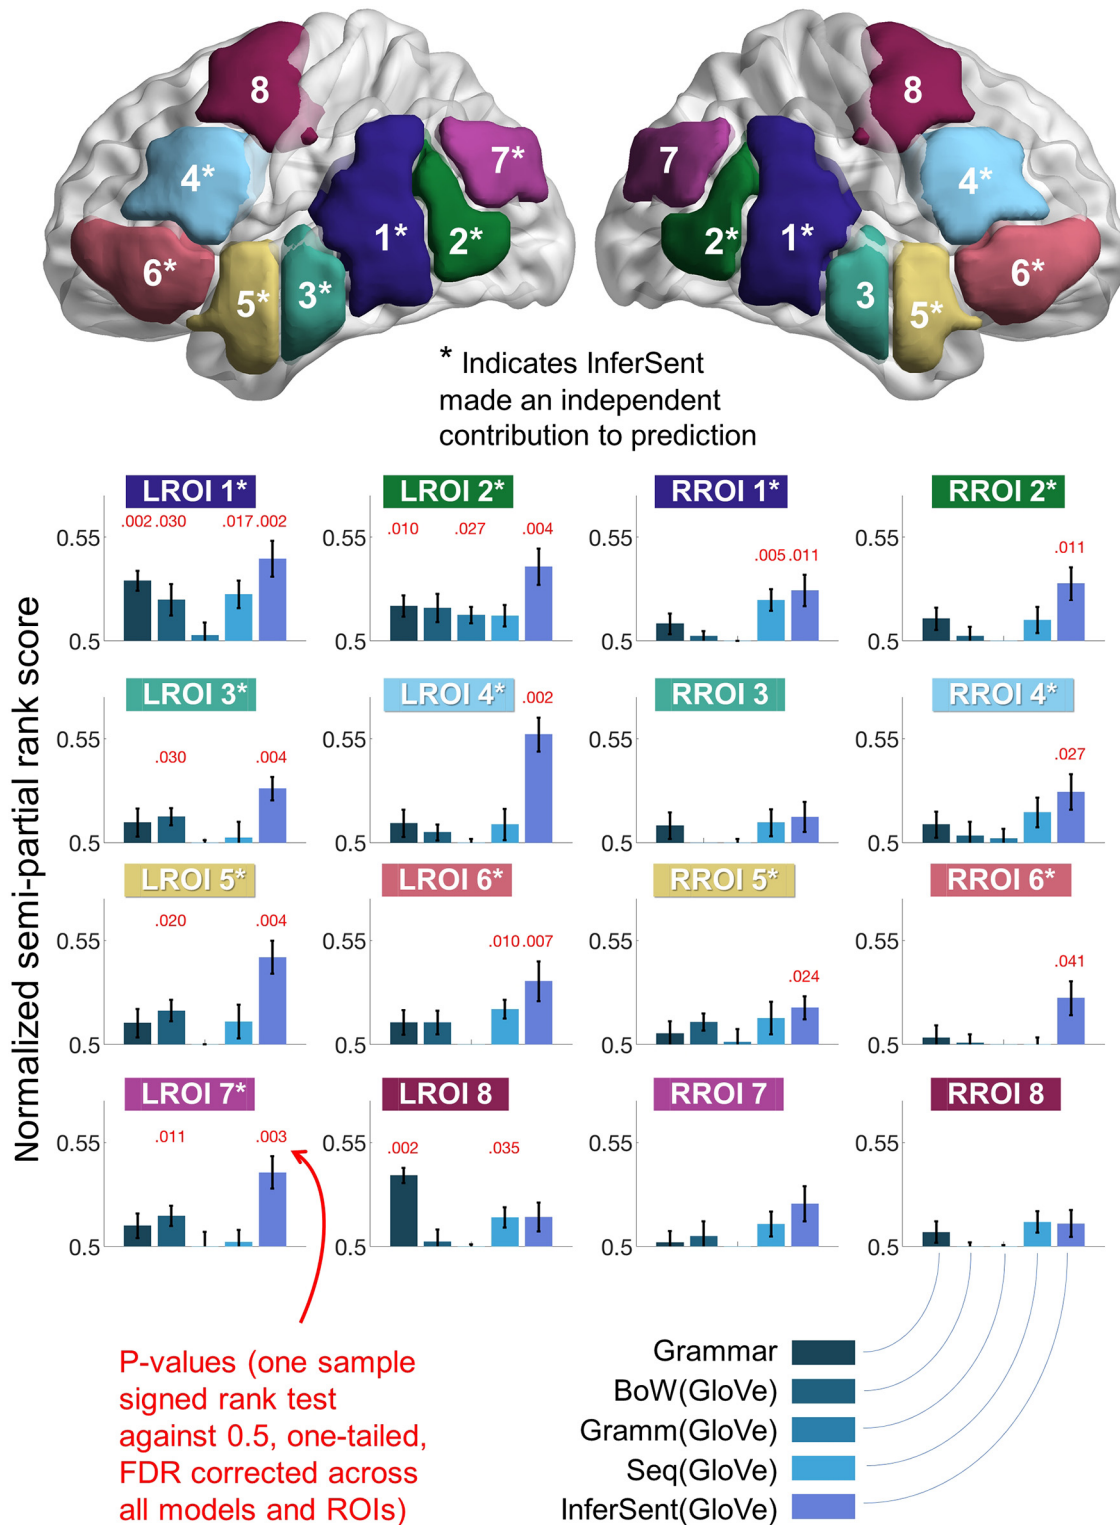 8
8
4*
7*
7
4*
1*
2*
2*
1*
6*
5*
3*
3
5*
6*
* Indicates InferSent
made an independent
contribution to prediction
Normalized semi-partial rank score
LROI 1*
.002 .030 .017 .002
0.55
0.5
LROI 2*
.010 .027 .004
0.55
0.5
RROI 1*
.005 .011
0.55
0.5
RROI 2*
.011
0.55
0.5
LROI 3*
.030 .004
0.55
0.5
LROI 4*
.002
0.55
0.5
RROI 3
0.55
0.5
RROI 4*
.027
0.55
0.5
LROI 5*
.020 .004
0.55
0.5
LROI 6*
.010 .007
0.55
0.5
RROI 5*
.024
0.55
0.5
RROI 6*
.041
0.55
0.5
LROI 7*
.011 .003
0.55
0.5
LROI 8
.002 .035
0.55
0.5
RROI 7
0.55
0.5
RROI 8
0.55
0.5
P-values (one sample
signed rank test
against 0.5, one-tailed,
FDR corrected across
all models and ROIs)
Grammar
BoW(GloVe)
Gramm(GloVe)
Seq(GloVe)
InferSent(GloVe)